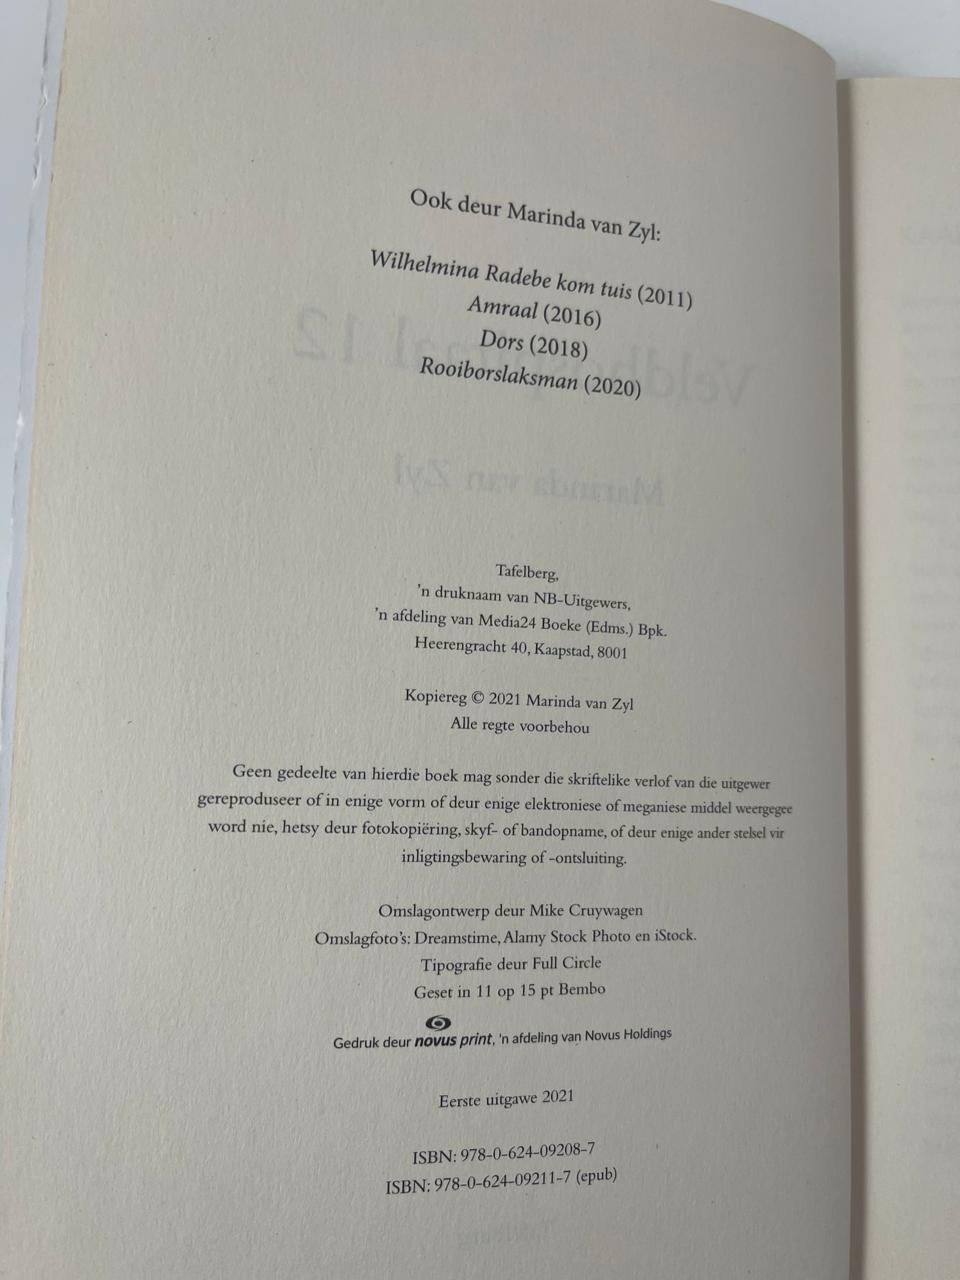 Ook deur Marinda van Zyl:
Wilhelmina Radebe kom tuis (2011)
Amraal (2016)
Dors (2018)
Rooiborslaksman (2020)
Tafelberg,
'n druknaam van NB-Uitgewers,
'n afdeling van Media24 Boeke (Edms.) Bpk.
Heerengracht 40, Kaapstad, 8001
Kopiereg © 2021 Marinda van Zyl
Alle regte voorbehou
Geen gedeelte van hierdie boek mag sonder die skriftelike verlof van die uitgewer
gereproduseer of in enige vorm of deur enige elektroniese of meganiese middel weergegee
word nie, hetsy deur fotokopiëring, skyf- of bandopname, of deur enige ander stelsel vir
inligtingsbewaring of -ontsluiting.
Omslagontwerp deur Mike Cruywagen
Omslagfoto's: Dreamstime, Alamy Stock Photo en iStock.
Tipografie deur Full Circle
Geset in 11 op 15 pt Bembo
Gedruk deur novus print, 'n afdeling van Novus Holdings
Eerste uitgawe 2021
ISBN: 978-0-624-09208-7
ISBN: 978-0-624-09211-7 (epub)